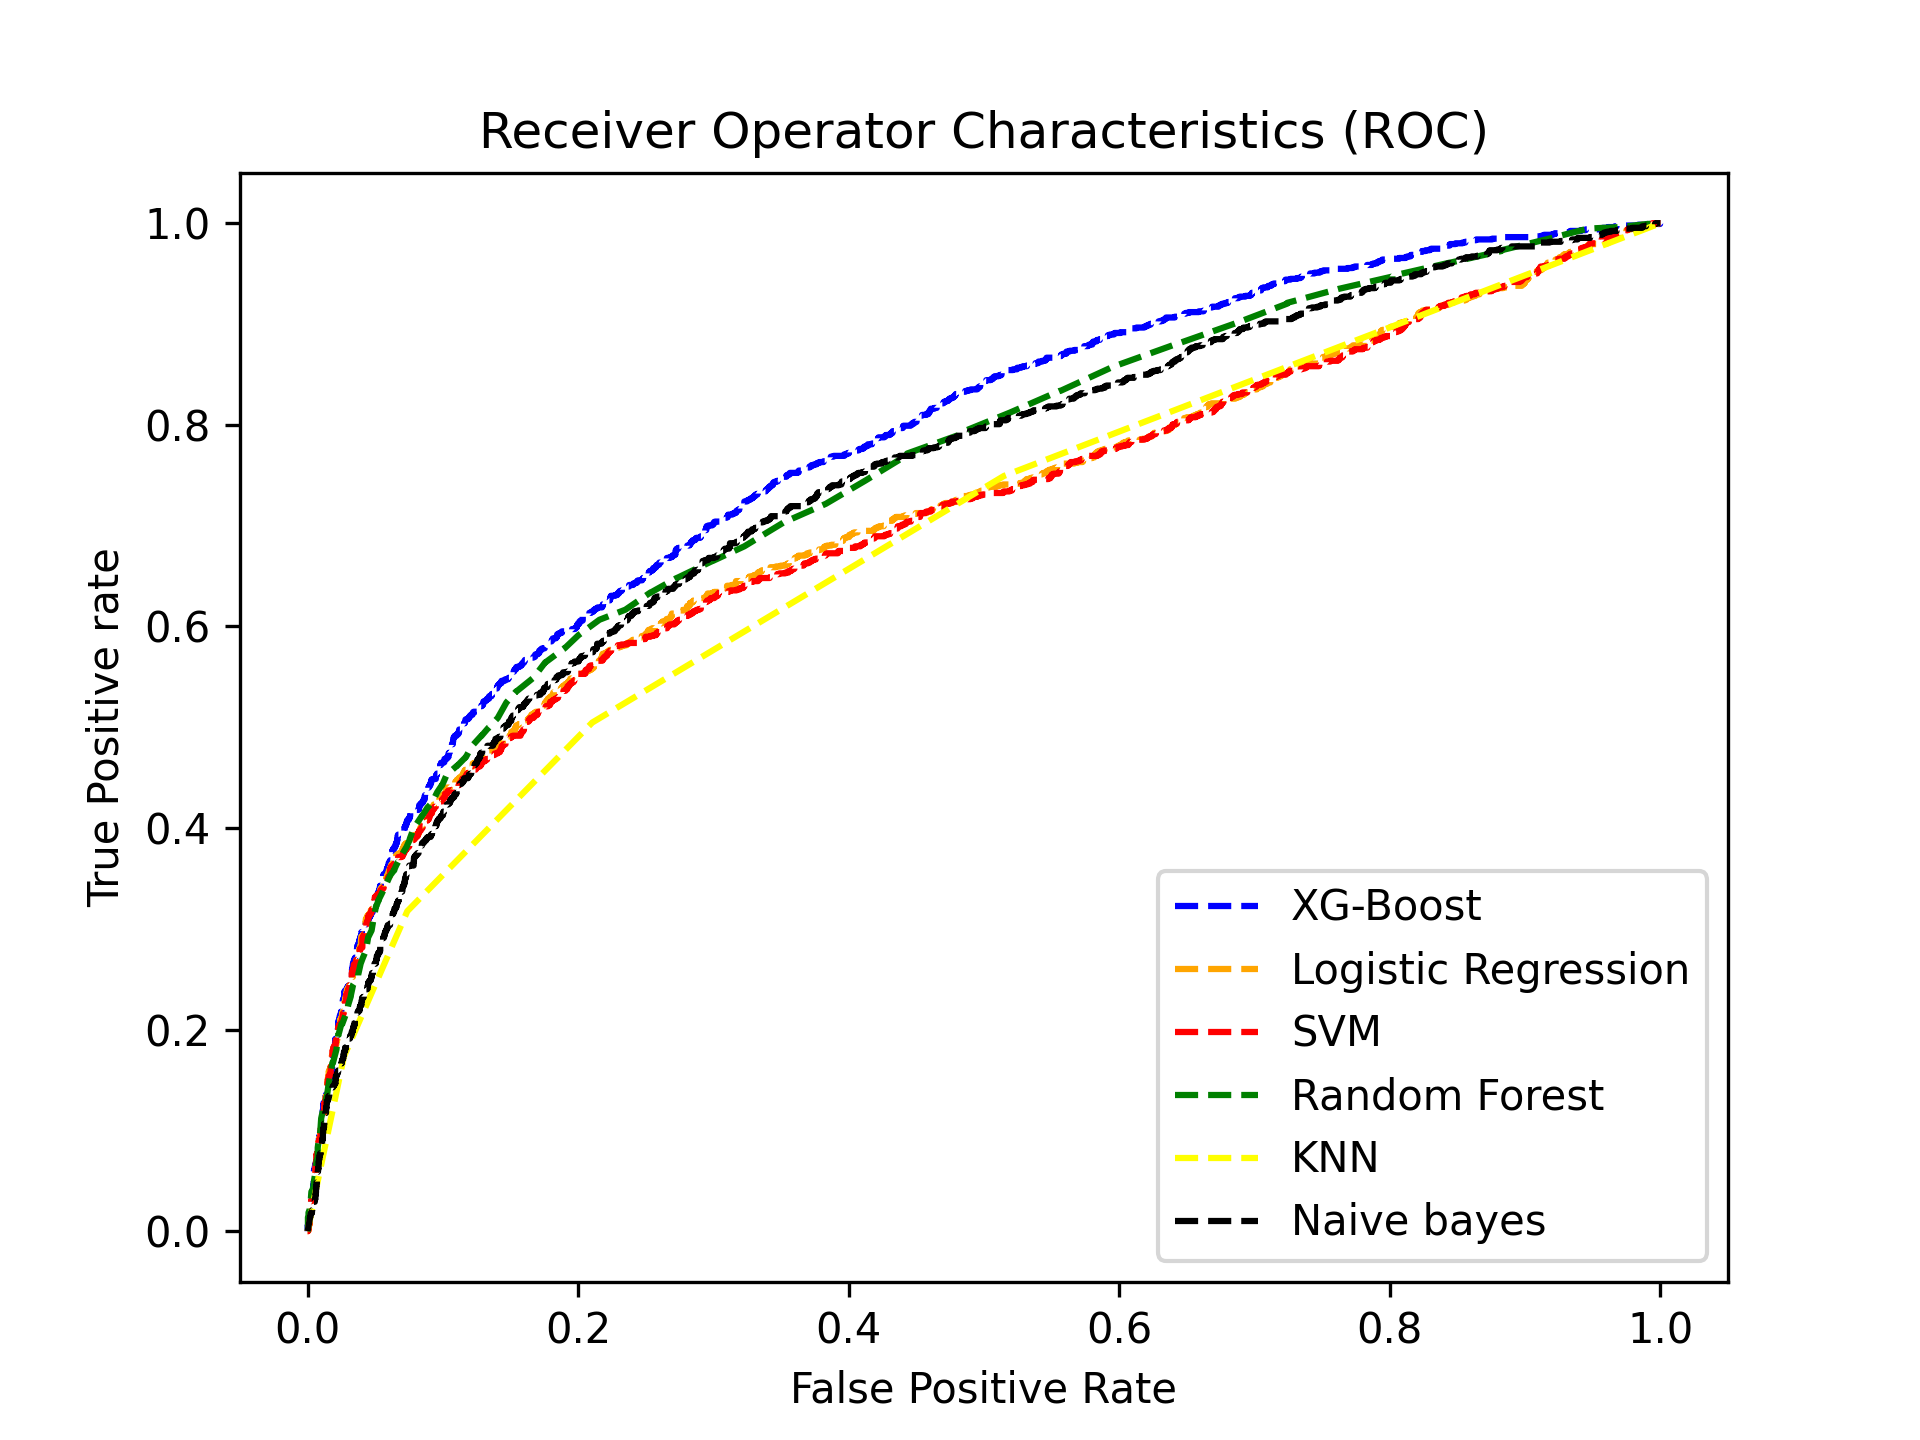 Receiver Operator Characteristics (ROC)
True Positive rate
1.0
0.8
0.6
0.4
0.2
0.0
0.0 0.2 0.4 0.6 0.8 1.0
False Positive Rate
XG-Boost
Logistic Regression
SVM
Random Forest
KNN
Naive bayes